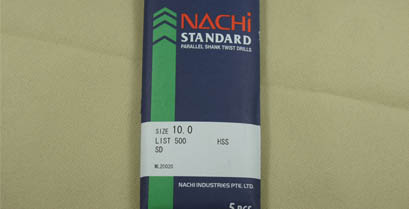 NACHi
STANDARD
PARALLEL SHANK TWIST DRILLS
SIZE 10.0
LIST 500 HSS
SD
ML20020
NACHI INDUSTRIES PTE. LTD.
5 PCS